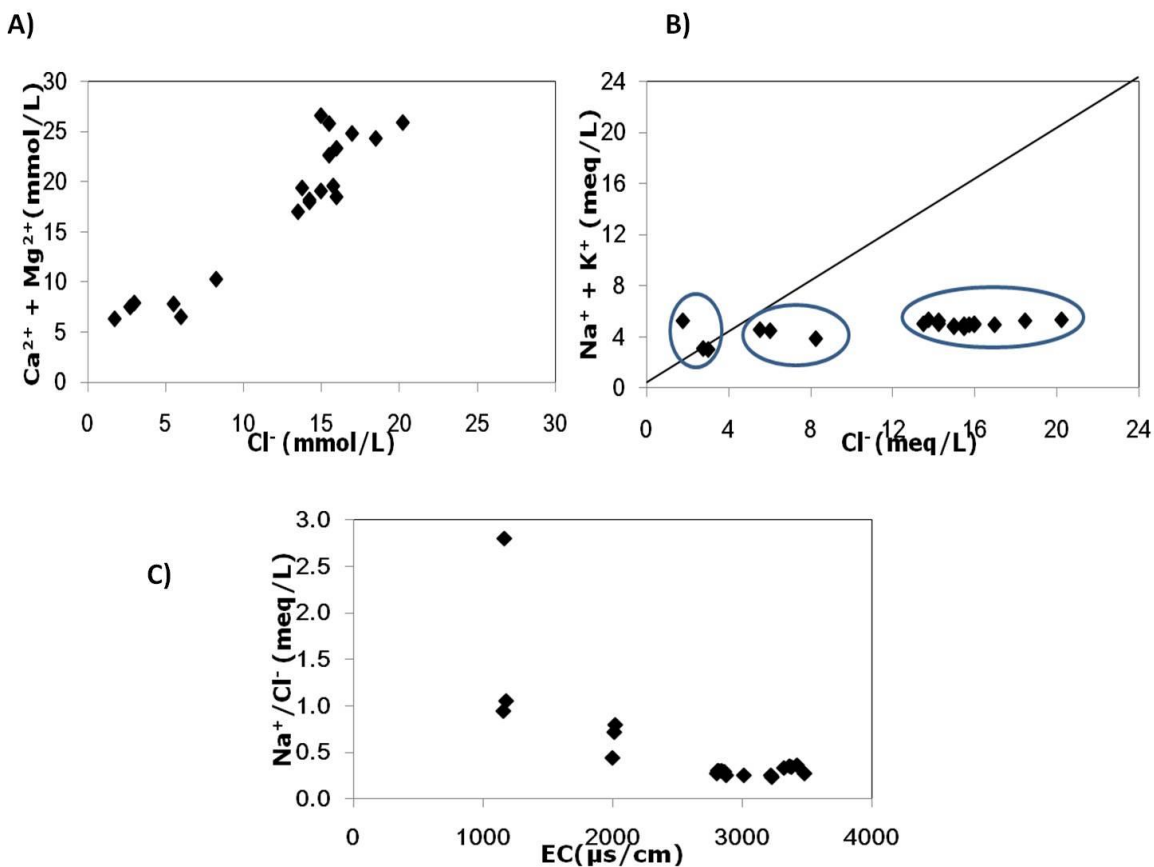 A)
B)
Ca²⁺ + Mg²⁺(mmol/L)
30
25
20
15
10
5
0
0 5 10 15 20 30
Cl⁻(mmol/L)
Na⁺ + K⁺ (meq/L)
24
20
16
12
8
4
0
0 4 8 12 16 20 24
Cl⁻(meq/L)
C)
Na⁺/Cl⁻(meq/L)
3.0
2.5
2.0
1.5
1.0
0.5
0.0
0 1000 2000 3000 4000
EC(µs/cm)